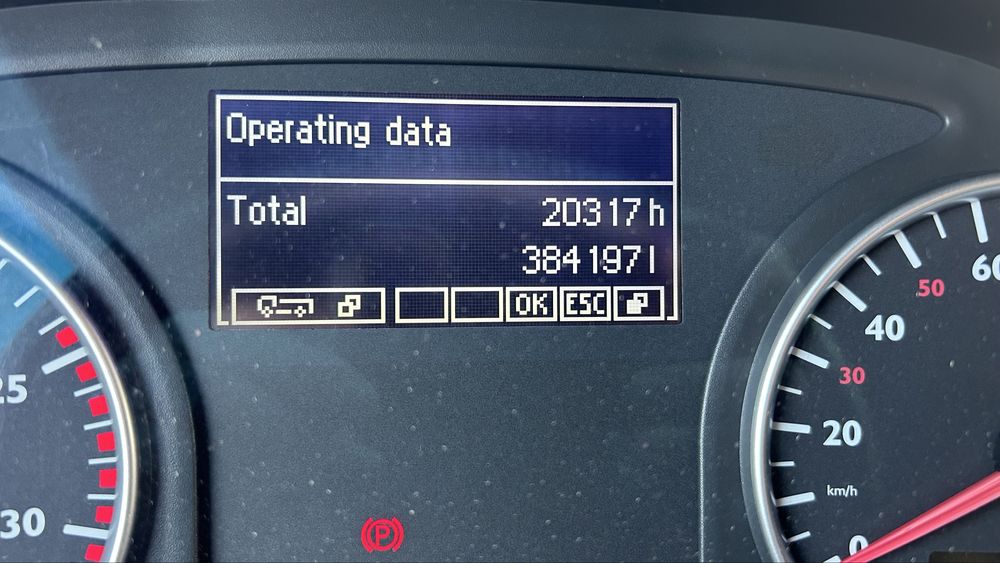 Operating data
Total 20317 h
384197 l
OK ESC
25
30
P
60
50
40
30
20
km/h
0